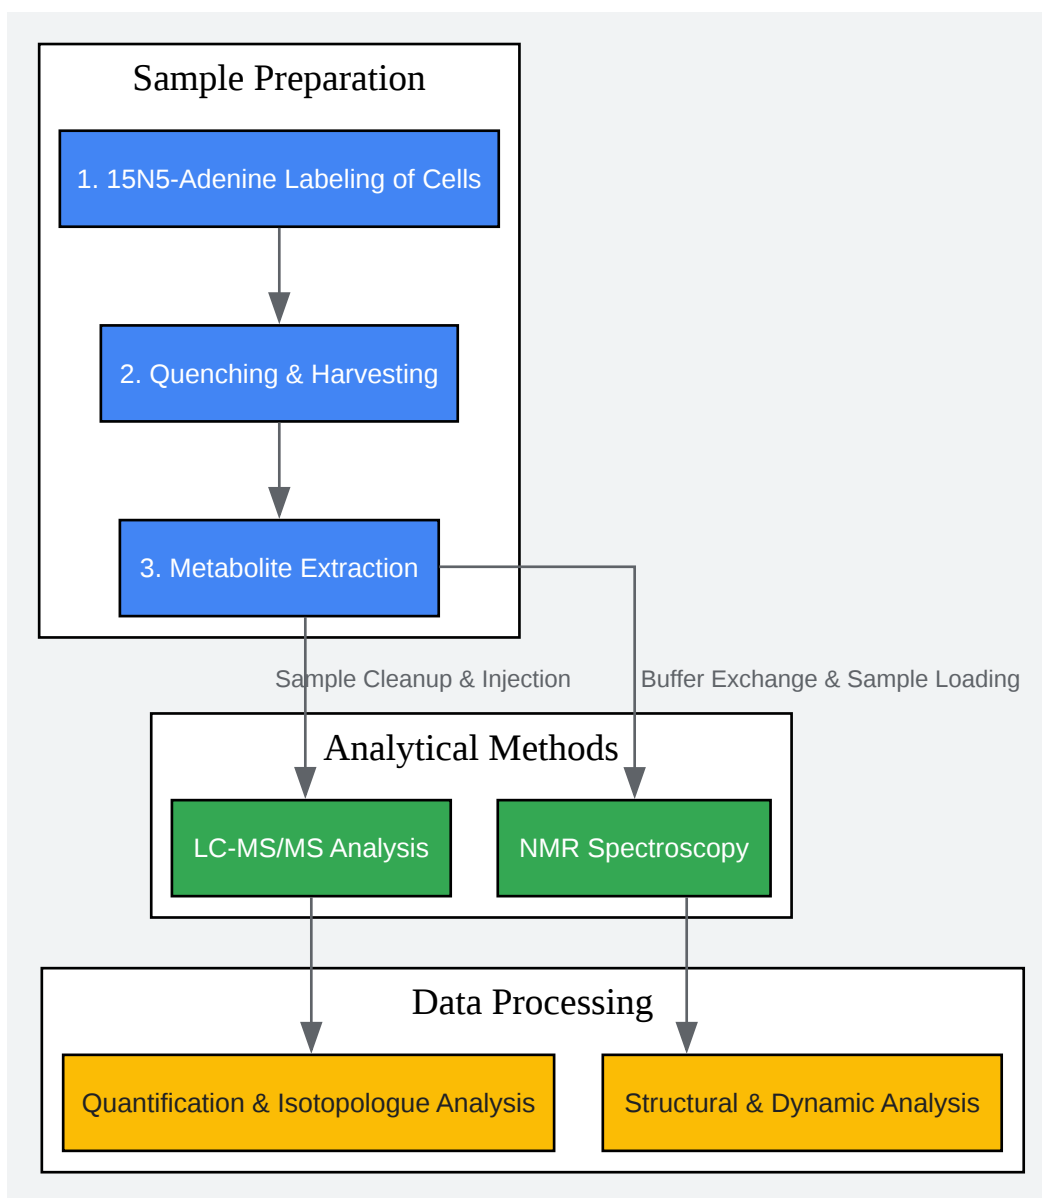 Sample Preparation
1. 15N5-Adenine Labeling of Cells
2. Quenching & Harvesting
3. Metabolite Extraction
Sample Cleanup & Injection
Buffer Exchange & Sample Loading
Analytical Methods
LC-MS/MS Analysis
NMR Spectroscopy
Data Processing
Quantification & Isotopologue Analysis
Structural & Dynamic Analysis